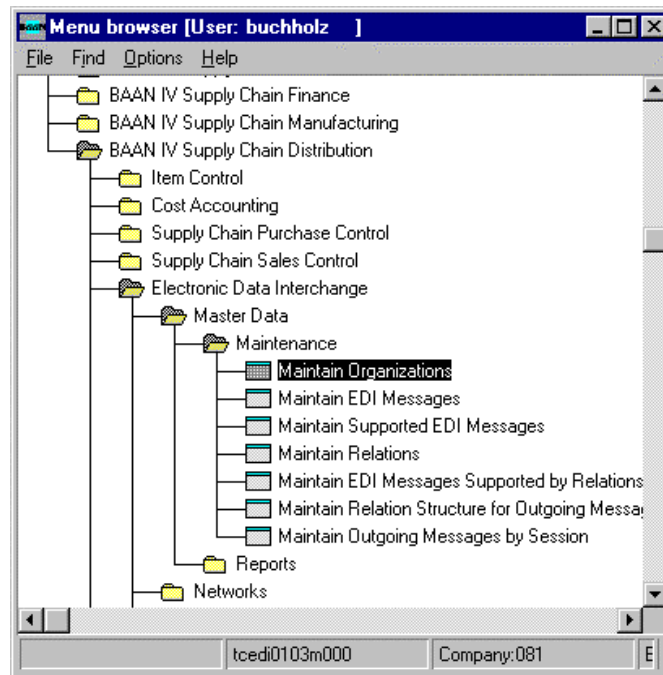 BaaN Menu browser [User: buchholz ]
File Find Options Help
BAAN IV Supply Chain Finance
BAAN IV Supply Chain Manufacturing
BAAN IV Supply Chain Distribution
Item Control
Cost Accounting
Supply Chain Purchase Control
Supply Chain Sales Control
Electronic Data Interchange
Master Data
Maintenance
Maintain Organizations
Maintain EDI Messages
Maintain Supported EDI Messages
Maintain Relations
Maintain EDI Messages Supported by Relations
Maintain Relation Structure for Outgoing Messa
Maintain Outgoing Messages by Session
Reports
Networks
tcedi0103m000 Company:081 E